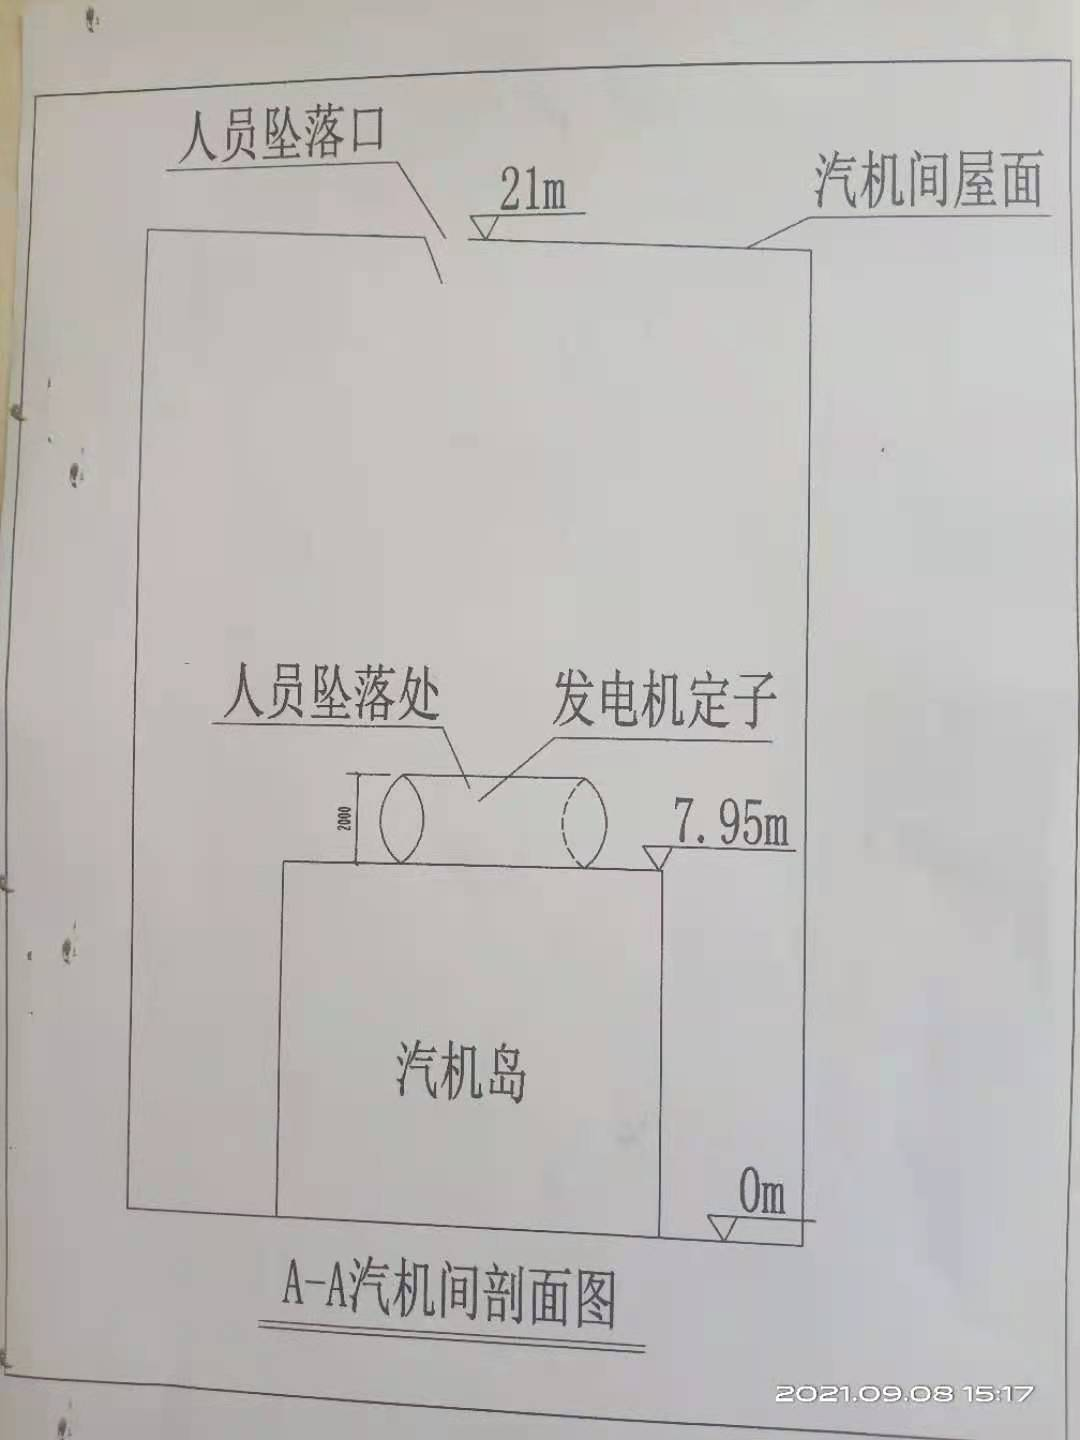 人员坠落口
21m
汽机间屋面
人员坠落处
发电机定子
2000
7.95m
汽机岛
0m
A-A汽机间剖面图
2021.09.08 15:17